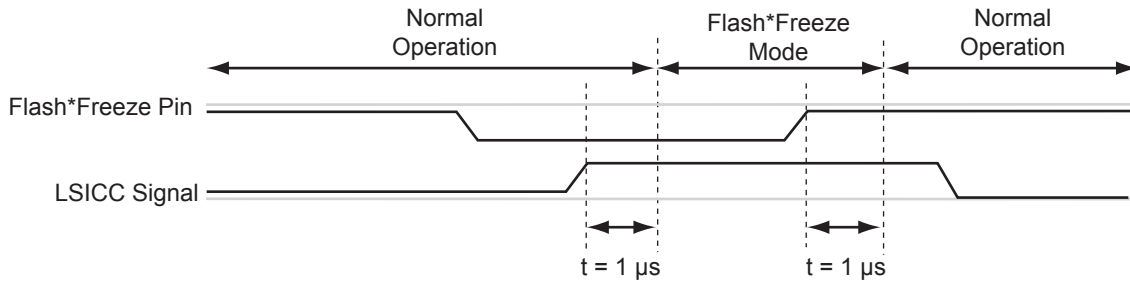 Normal
Operation
Flash*Freeze
Mode
Normal
Operation
Flash*Freeze Pin
LSICC Signal
t = 1 µs
t = 1 µs